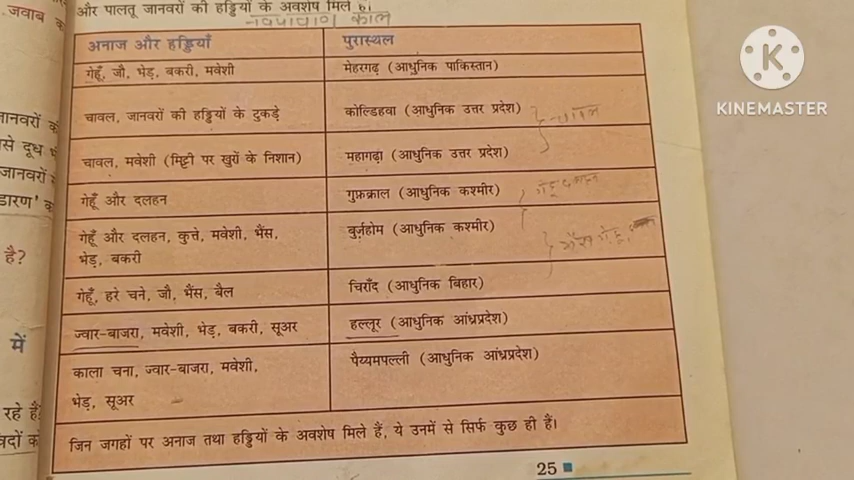 जवाब
और पालतू जानवरों की हड्डियों के अवशेष मिले हैं।
नवपाषाण काल
अनाज और हड्डियाँ पुरास्थल
गेहूँ, जौ, भेड़, बकरी, मवेशी मेहरगढ़ (आधुनिक पाकिस्तान)
चावल, जानवरों की हड्डियों के टुकड़े कोल्डिहवा (आधुनिक उत्तर प्रदेश)
चावल, मवेशी (मिट्टी पर खुरों के निशान) महागढ़ा (आधुनिक उत्तर प्रदेश)
गेहूँ और दलहन गुफ़क्राल (आधुनिक कश्मीर)
गेहूँ और दलहन, कुत्ते, मवेशी, भैंस, बुर्ज़होम (आधुनिक कश्मीर)
भेड़, बकरी
गेहूँ, हरे चने, जौ, भैंस, बैल चिराँद (आधुनिक बिहार)
ज्वार-बाजरा, मवेशी, भेड़, बकरी, सूअर हल्लूर (आधुनिक आंध्रप्रदेश)
काला चना, ज्वार-बाजरा, मवेशी, पैय्यमपल्ली (आधुनिक आंध्रप्रदेश)
भेड़, सूअर
जिन जगहों पर अनाज तथा हड्डियों के अवशेष मिले हैं, ये उनमें से सिर्फ कुछ ही हैं।
25
जानवरों
से दूध
जानवरों
है?
में
रहे हैं
K
KINEMASTER
चावल